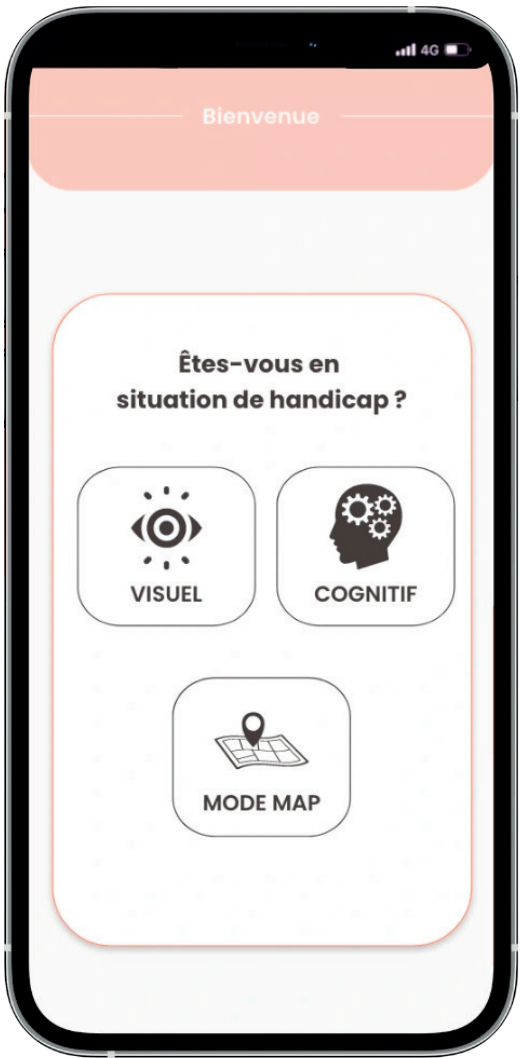 4G
Bienvenue
Êtes-vous en
situation de handicap ?
VISUEL
COGNITIF
MODE MAP